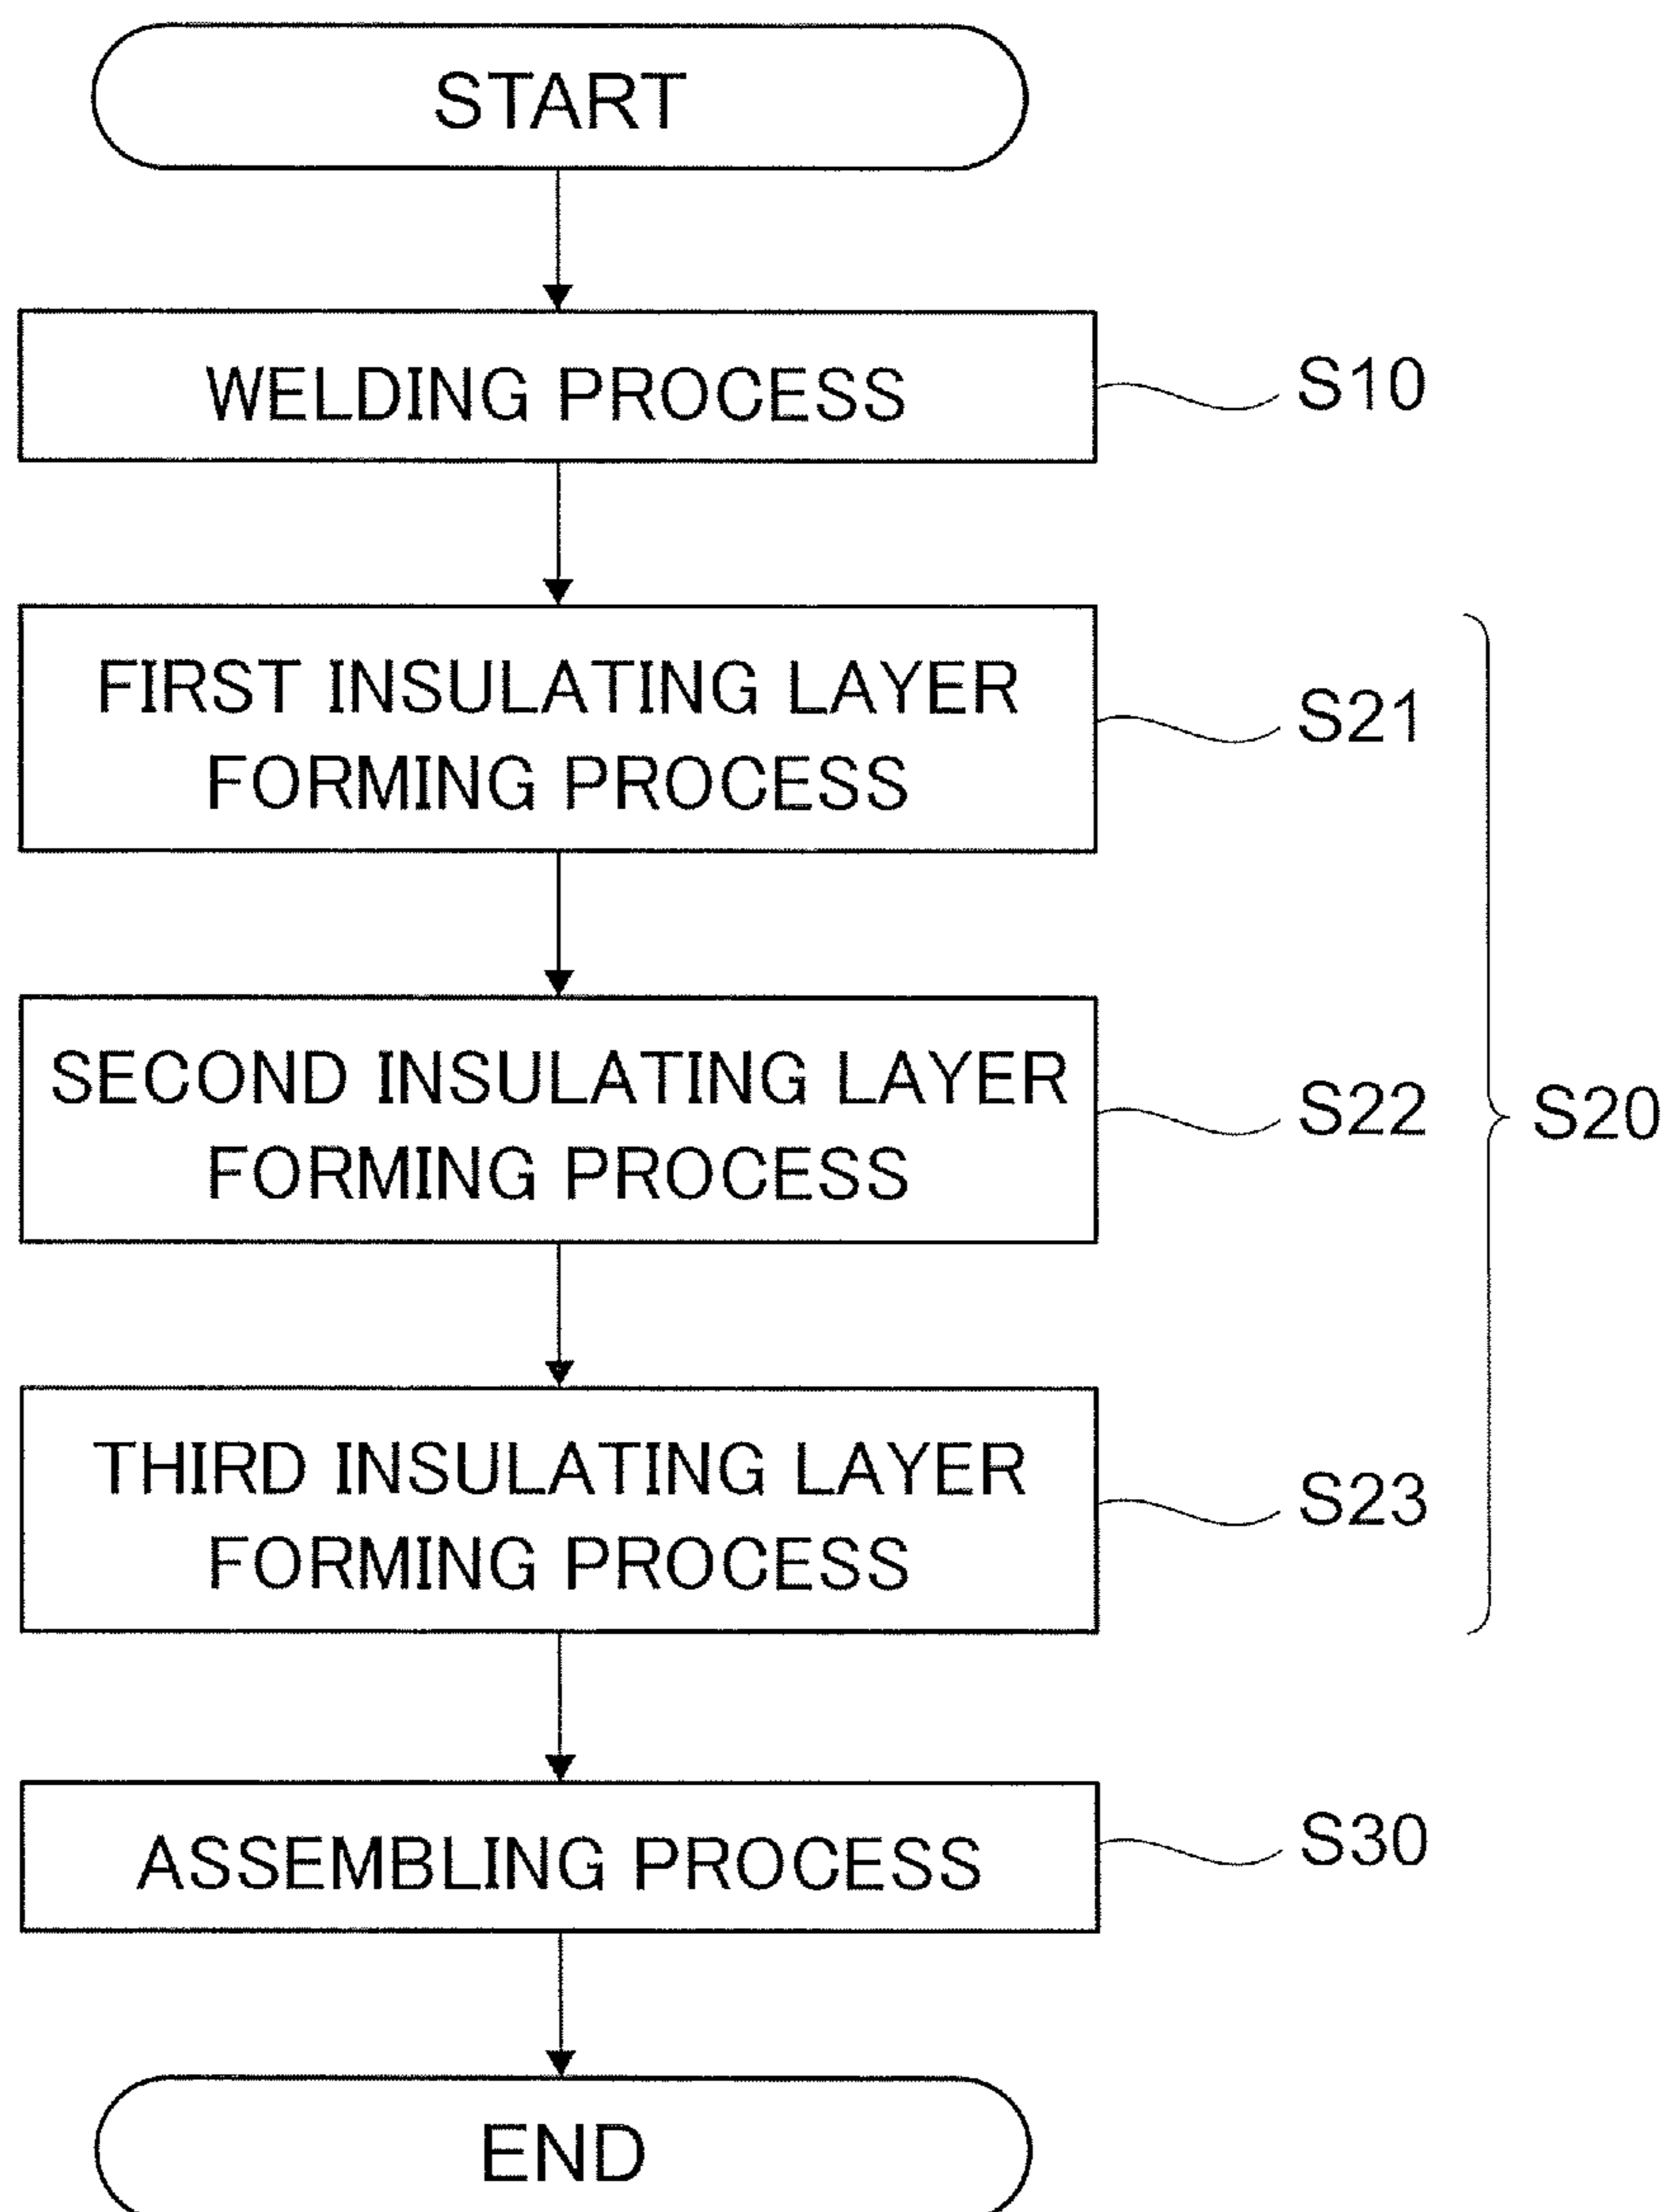 START
WELDING PROCESS
S10
FIRST INSULATING LAYER
FORMING PROCESS
S21
SECOND INSULATING LAYER
FORMING PROCESS
S22
S20
THIRD INSULATING LAYER
FORMING PROCESS
S23
ASSEMBLING PROCESS
S30
END